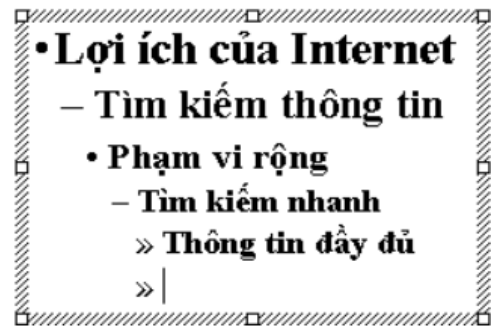 • Lợi ích của Internet
– Tìm kiếm thông tin
• Phạm vi rộng
– Tìm kiếm nhanh
» Thông tin đầy đủ
»